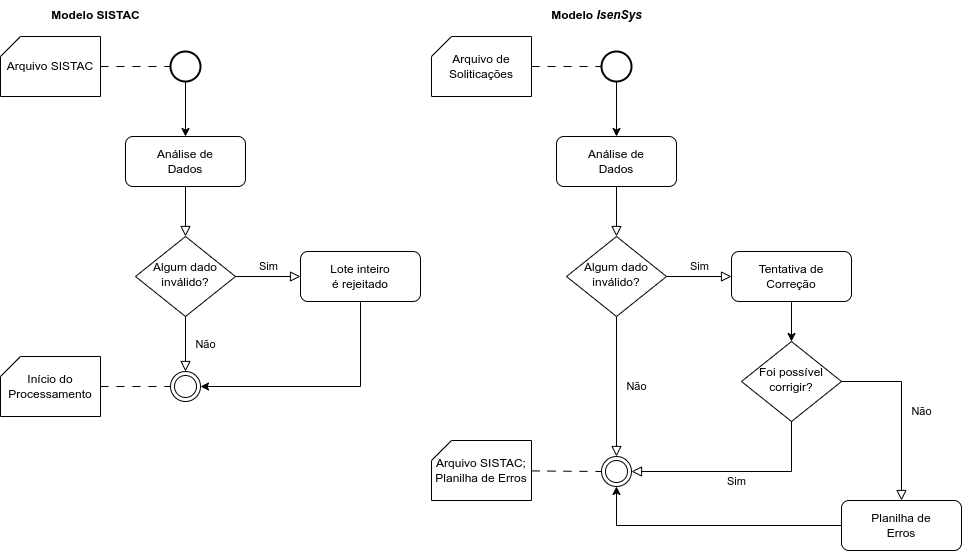 Modelo SISTAC
Arquivo SISTAC
Análise de
Dados
Algum dado
inválido?
Sim
Lote inteiro
é rejeitado
Não
Início do
Processamento
Modelo IsenSys
Arquivo de
Soliticações
Análise de
Dados
Algum dado
inválido?
Sim
Tentativa de
Correção
Foi possível
corrigir?
Não
Não
Sim
Arquivo SISTAC;
Planilha de Erros
Planilha de
Erros